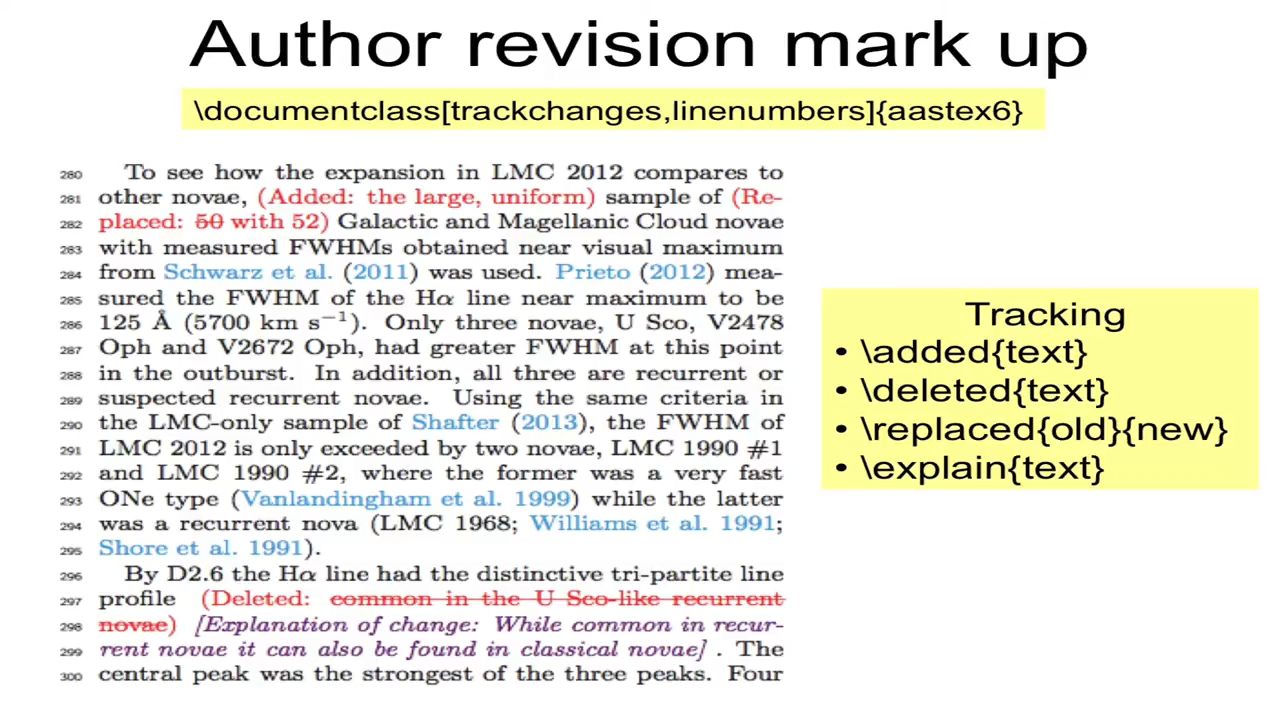 Author revision mark up
\documentclass[trackchanges,linenumbers]{aastex6}
280 To see how the expansion in LMC 2012 compares to
281 other novae, (Added: the large, uniform) sample of (Re-
282 placed: 50 with 52) Galactic and Magellanic Cloud novae
283 with measured FWHMs obtained near visual maximum
284 from Schwarz et al. (2011) was used. Prieto (2012) mea-
285 sured the FWHM of the Hα line near maximum to be
286 125 Å (5700 km s⁻¹). Only three novae, U Sco, V2478
287 Oph and V2672 Oph, had greater FWHM at this point
288 in the outburst. In addition, all three are recurrent or
289 suspected recurrent novae. Using the same criteria in
290 the LMC-only sample of Shafter (2013), the FWHM of
291 LMC 2012 is only exceeded by two novae, LMC 1990 #1
292 and LMC 1990 #2, where the former was a very fast
293 ONe type (Vanlandingham et al. 1999) while the latter
294 was a recurrent nova (LMC 1968; Williams et al. 1991;
295 Shore et al. 1991).
296 By D2.6 the Hα line had the distinctive tri-partite line
297 profile (Deleted: common in the U Sco-like recurrent
298 novae) [Explanation of change: While common in recur-
299 rent novae it can also be found in classical novae] . The
300 central peak was the strongest of the three peaks. Four
Tracking
• \added{text}
• \deleted{text}
• \replaced{old}{new}
• \explain{text}